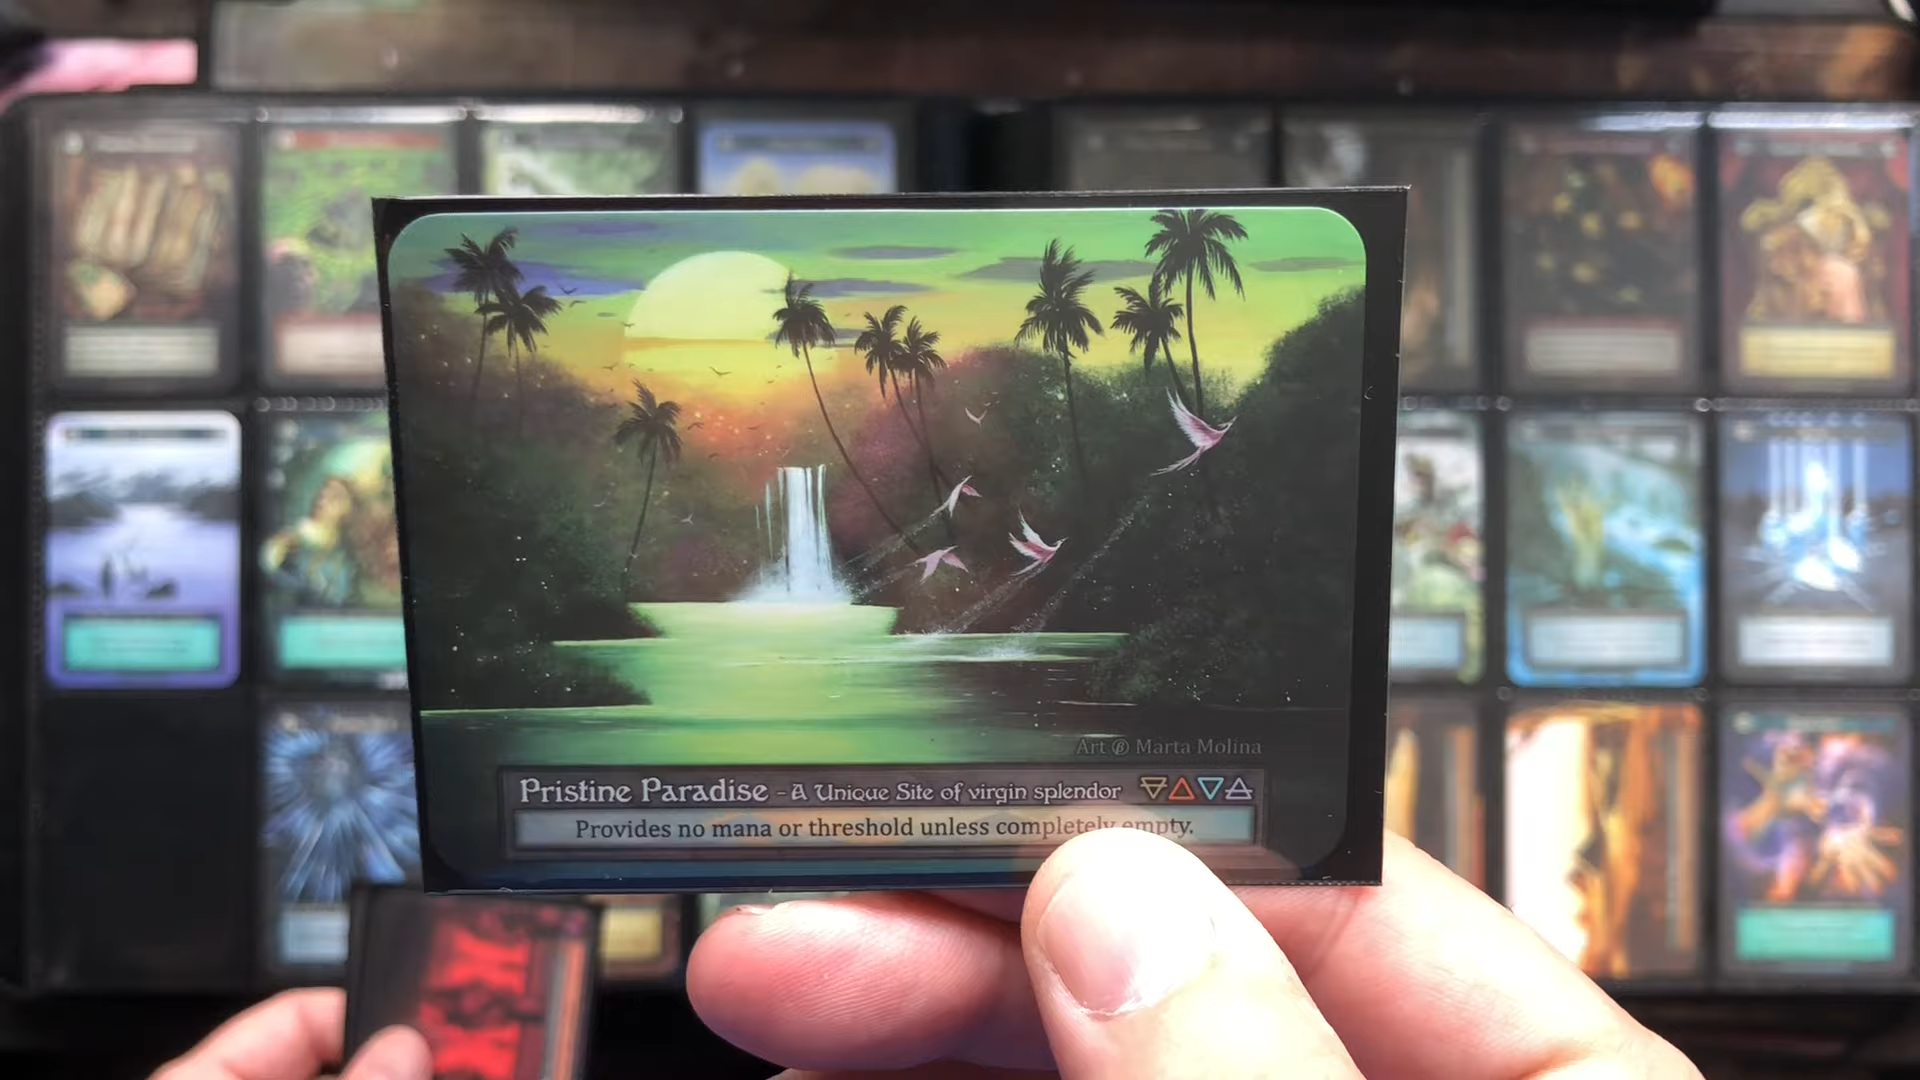 Art β Marta Molina
Pristine Paradise - A Unique Site of virgin splendor
Provides no mana or threshold unless completely empty.